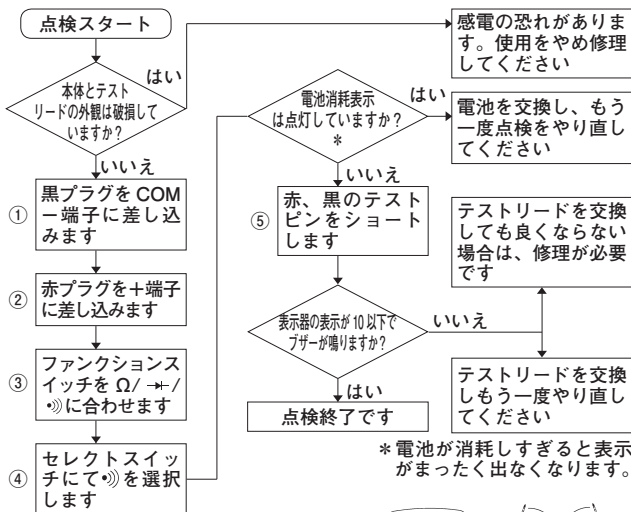 点検スタート
本体とテスト
リードの外観は破損して
いますか?
はい
いいえ
感電の恐れがありま
す。使用をやめ修理
してください
① 黒プラグを COM
ー端子に差し込
みます
② 赤プラグを＋端子
に差し込みます
③ ファンクションス
イッチを Ω/ →+/
•))) に合わせます
④ セレクトスイッ
チにて•)))を選択
します
電池消耗表示
は点灯していますか?
*
はい
いいえ
電池を交換し、もう
一度点検をやり直し
てください
⑤ 赤、黒のテスト
ピンをショート
します
表示器の表示が 10 以下で
ブザーが鳴りますか?
いいえ
はい
テストリードを交換
しても良くならない
場合は、修理が必要
です
テストリードを交換
しもう一度やり直し
てください
点検終了です
*電池が消耗しすぎると表示
がまったく出なくなります。